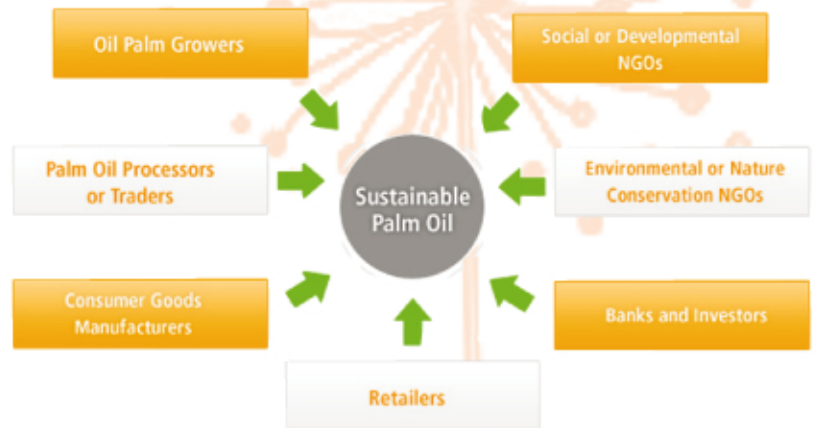 Oil Palm Growers
Social or Developmental
NGOs
Palm Oil Processors
or Traders
Sustainable
Palm Oil
Environmental or Nature
Conservation NGOs
Consumer Goods
Manufacturers
Banks and Investors
Retailers